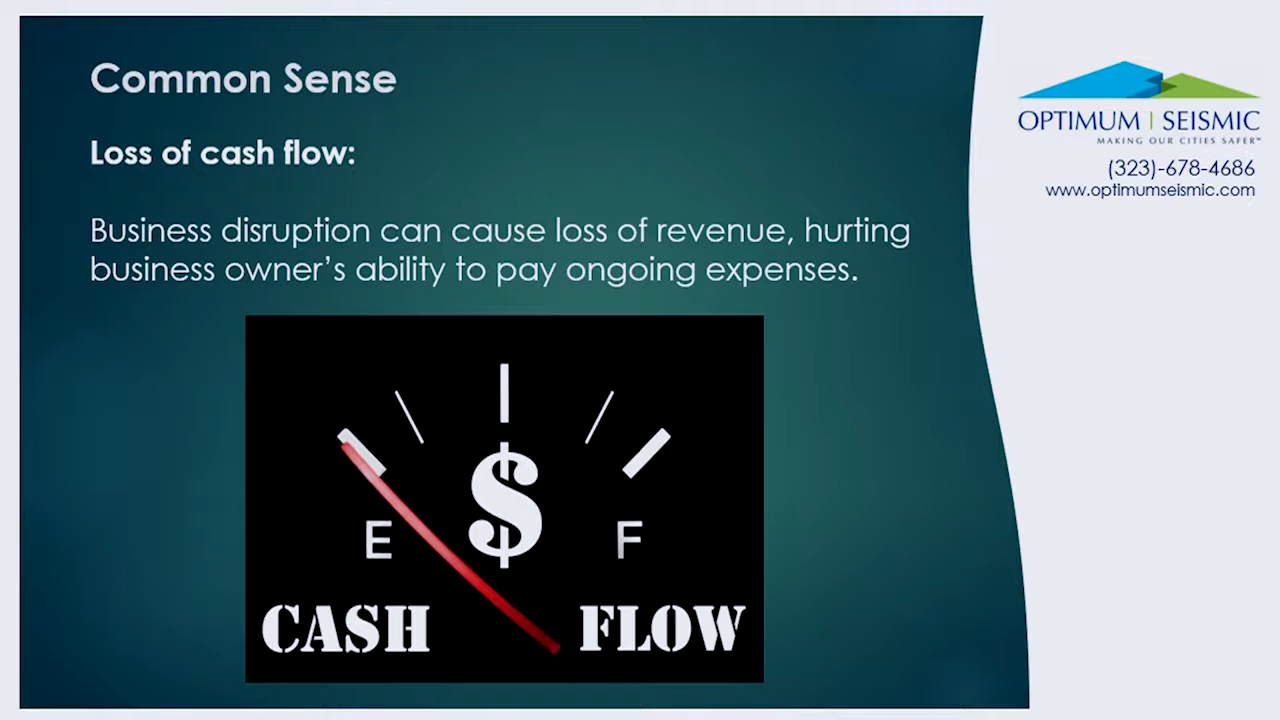 Common Sense
Loss of cash flow:
Business disruption can cause loss of revenue, hurting
business owner’s ability to pay ongoing expenses.
$
E F
CASH FLOW
OPTIMUM | SEISMIC
MAKING OUR CITIES SAFER™
(323)-678-4686
www.optimumseismic.com